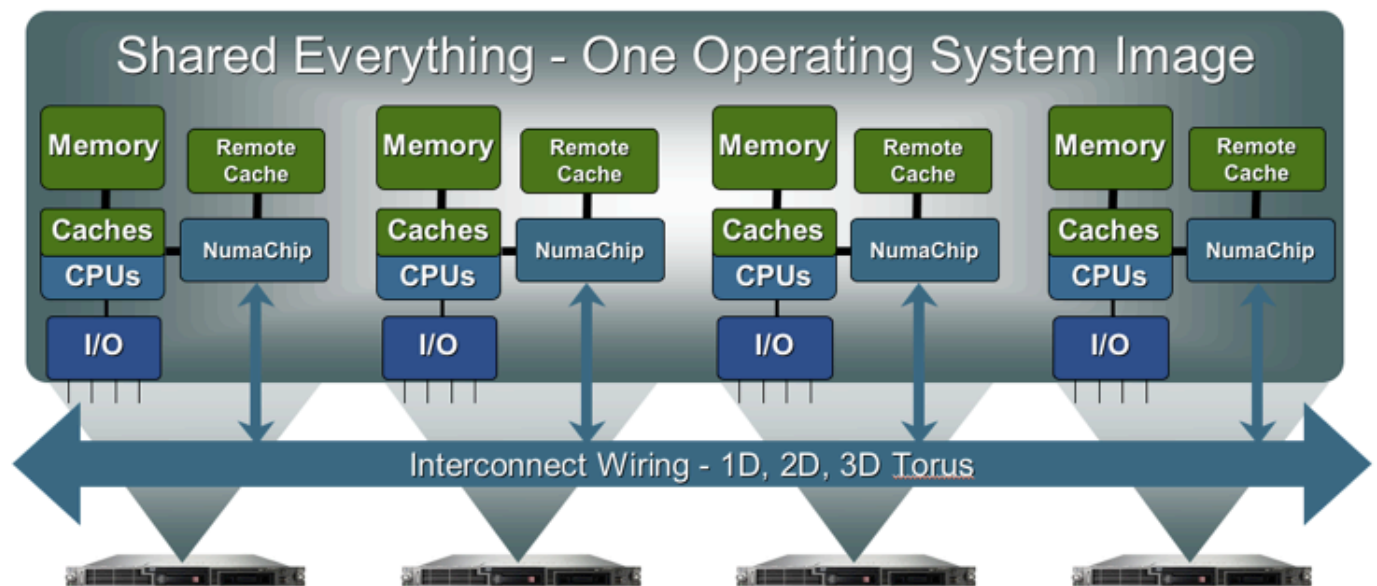 Shared Everything - One Operating System Image
Memory
Remote
Cache
Caches
NumaChip
CPUs
I/O
Memory
Remote
Cache
Caches
NumaChip
CPUs
I/O
Memory
Remote
Cache
Caches
NumaChip
CPUs
I/O
Memory
Remote
Cache
Caches
NumaChip
CPUs
I/O
Interconnect Wiring - 1D, 2D, 3D Torus